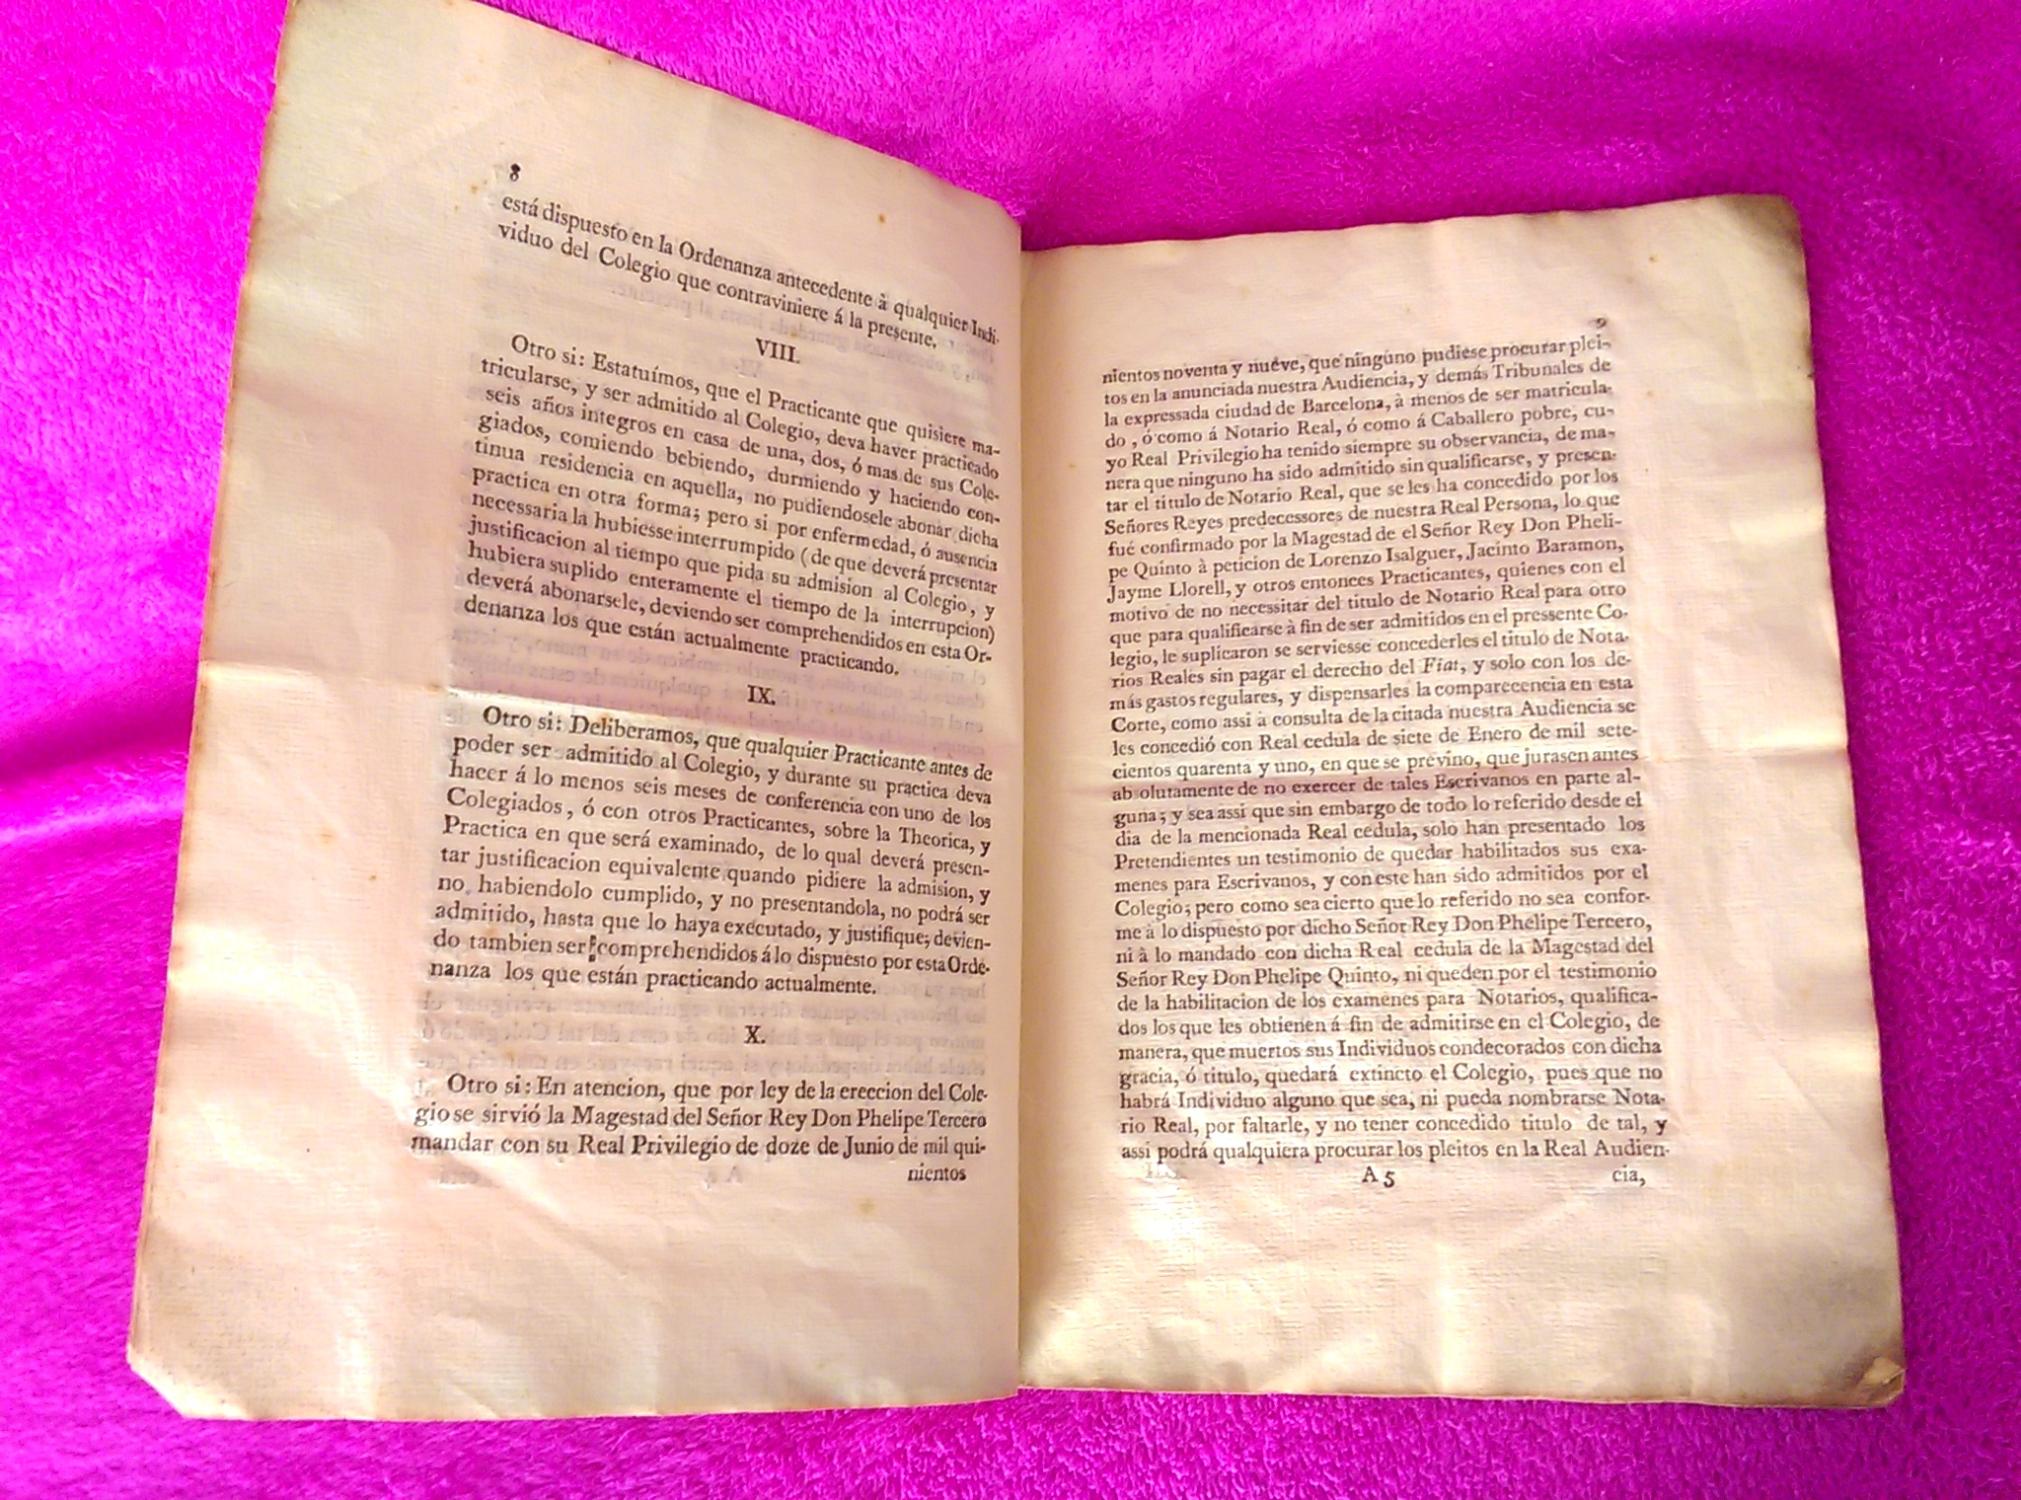 8
está dispuesto en la Ordenanza antecedente à qualquier Indi-
viduo del Colegio que contraviniere á la presente.
VIII.
Otro si: Estatuímos, que el Practicante que quisiere ma-
tricularse, y ser admitido al Colegio, deva haver practicado
seis años integros en casa de una, dos, ó mas de sus Cole-
giados, comiendo bebiendo, durmiendo y haciendo con-
tinua residencia en aquella, no pudiendosele abonar dicha
practica en otra forma; pero si por enfermedad, ó ausencia
necessaria la hubiesse interrumpido (de que deverá presentar
justificacion al tiempo que pida su admision al Colegio, y
hubiera suplido enteramente el tiempo de la interrupcion)
deverá abonarsele, deviendo ser comprehendidos en esta Or-
denanza los que están actualmente practicando.
IX.
Otro si: Deliberamos, que qualquier Practicante antes de
poder ser admitido al Colegio, y durante su practica deva
hacer á lo menos seis meses de conferencia con uno de los
Colegiados, ó con otros Practicantes, sobre la Theorica, y
Practica en que será examinado, de lo qual deverá presen-
tar justificacion equivalente quando pidiere la admision, y
no habiendolo cumplido, y no presentandola, no podrá ser
admitido, hasta que lo haya executado, y justifique; devien-
do tambien ser comprehendidos á lo dispuesto por esta Orde-
nanza los que están practicando actualmente.
X.
Otro si: En atencion, que por ley de la ereccion del Cole-
gio se sirvió la Magestad del Señor Rey Don Phelipe Tercero
mandar con su Real Privilegio de doze de Junio de mil qui-
nientos
9
nientos noventa y nueve, que ninguno pudiese procurar plei-
tos en la anunciada nuestra Audiencia, y demás Tribunales de
la expressada ciudad de Barcelona, à menos de ser matricula-
do, ó como á Notario Real, ó como á Caballero pobre, cu-
yo Real Privilegio ha tenido siempre su observancia, de ma-
nera que ninguno ha sido admitido sin qualificarse, y presen-
tar el titulo de Notario Real, que se les ha concedido por los
Señores Reyes predecessores de nuestra Real Persona, lo que
fué confirmado por la Magestad de el Señor Rey Don Pheli-
pe Quinto à peticion de Lorenzo Isalguer, Jacinto Baramon,
Jayme Llorell, y otros entonces Practicantes, quienes con el
motivo de no necessitar del titulo de Notario Real para otro
que para qualificarse à fin de ser admitidos en el pressente Co-
legio, le suplicaron se serviesse concederles el titulo de Nota-
rios Reales sin pagar el derecho del Fiat, y solo con los de-
más gastos regulares, y dispensarles la comparecencia en esta
Corte, como assi a consulta de la citada nuestra Audiencia se
les concedió con Real cedula de siete de Enero de mil sete-
cientos quarenta y uno, en que se previno, que jurasen antes
ab olutamente de no exercer de tales Escrivanos en parte al-
guna; y sea assi que sin embargo de todo lo referido desde el
dia de la mencionada Real cedula, solo han presentado los
Pretendientes un testimonio de quedar habilitados sus exa-
menes para Escrivanos, y con este han sido admitidos por el
Colegio; pero como sea cierto que lo referido no sea confor-
me à lo dispuesto por dicho Señor Rey Don Phelipe Tercero,
ni à lo mandado con dicha Real cedula de la Magestad del
Señor Rey Don Phelipe Quinto, ni queden por el testimonio
de la habilitacion de los examenes para Notarios, qualifica-
dos los que les obtienen á fin de admitirse en el Colegio, de
manera, que muertos sus Individuos condecorados con dicha
gracia, ó titulo, quedará extincto el Colegio, pues que no
habrá Individuo alguno que sea, ni pueda nombrarse Nota-
rio Real, por faltarle, y no tener concedido titulo de tal, y
assi podrá qualquiera procurar los pleitos en la Real Audien-
A 5 cia,